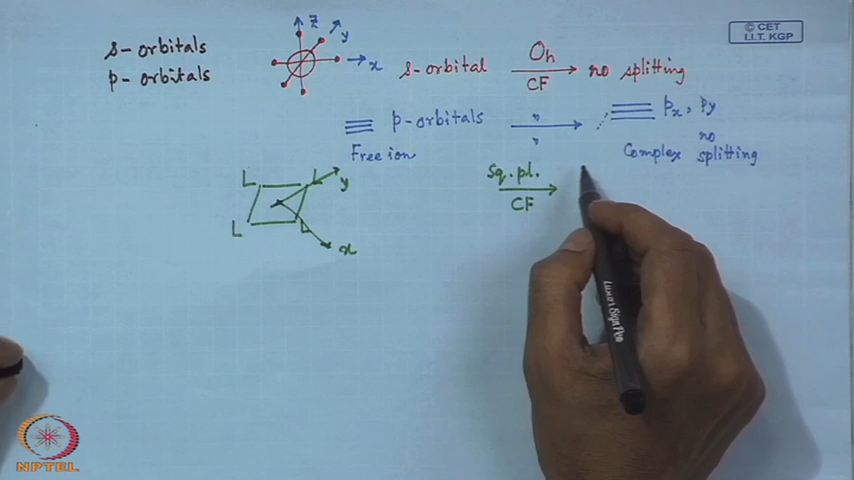 © CET
I.I.T. KGP
s-orbitals
p-orbitals
z
y
x
s-orbital Oh CF no splitting
p-orbitals
Free ion
px, py
no
Complex splitting
L L y
L L x
Sq. pl.
CF
NPTEL